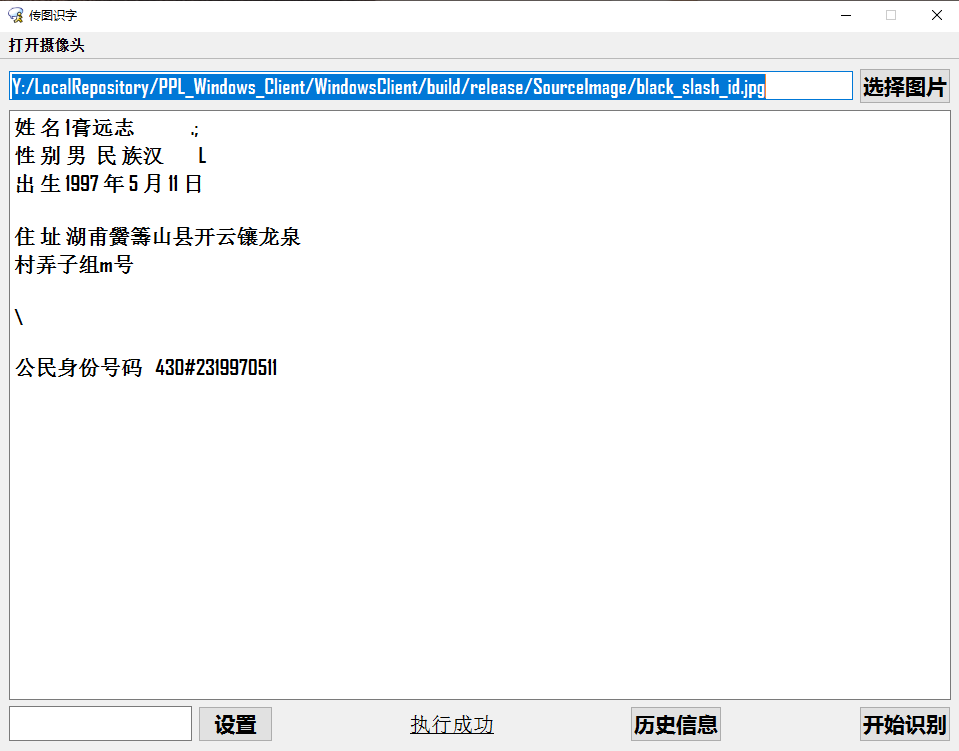 传图识字
打开摄像头
Y:/LocalRepository/PPL_Windows_Client/WindowsClient/build/release/SourceImage/black_slash_id.jpg
选择图片
姓 名 1膏远志 .;
性 别 男 民 族汉 L
出 生 1997 年 5 月 11 日
住 址 湖甫黉籌山县开云镶龙泉
村弄子组m号
\
公民身份号码 430#2319970511
设置
执行成功
历史信息
开始识别